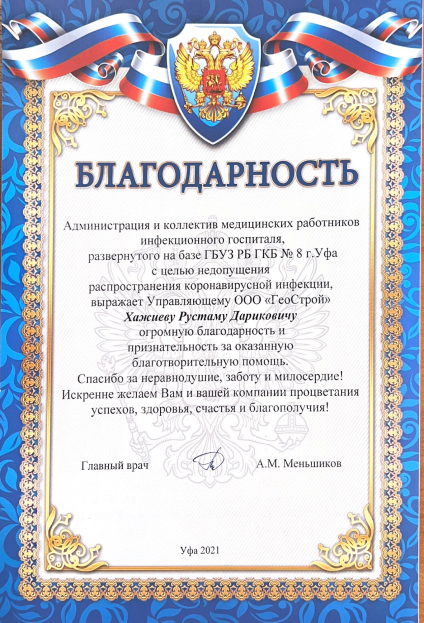 БЛАГОДАРНОСТЬ
Администрация и коллектив медицинских работников
инфекционного госпиталя,
развернутого на базе ГБУЗ РБ ГКБ № 8 г.Уфа
с целью недопущения
распространения коронавирусной инфекции,
выражает Управляющему ООО «ГеоСтрой»
Хажиеву Рустаму Дариковичу
огромную благодарность и
признательность за оказанную
благотворительную помощь.
Спасибо за неравнодушие, заботу и милосердие!
Искренне желаем Вам и вашей компании процветания
успехов, здоровья, счастья и благополучия!
Главный врач А.М. Меньшиков
Уфа 2021